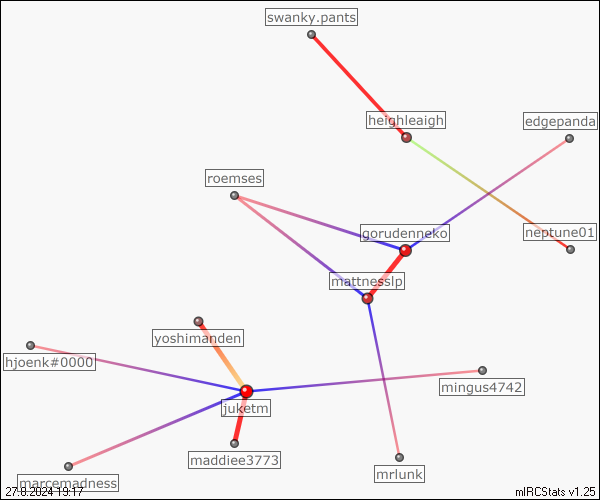 swanky.pants
heighleaigh
edgepanda
roemses
gorudenneko
neptune01
mattnesslp
yoshimanden
hjoenk#0000
mingus4742
juketm
maddiee3773
mrlunk
marcemadness
27.8.2024 19:17
mIRCStats v1.25